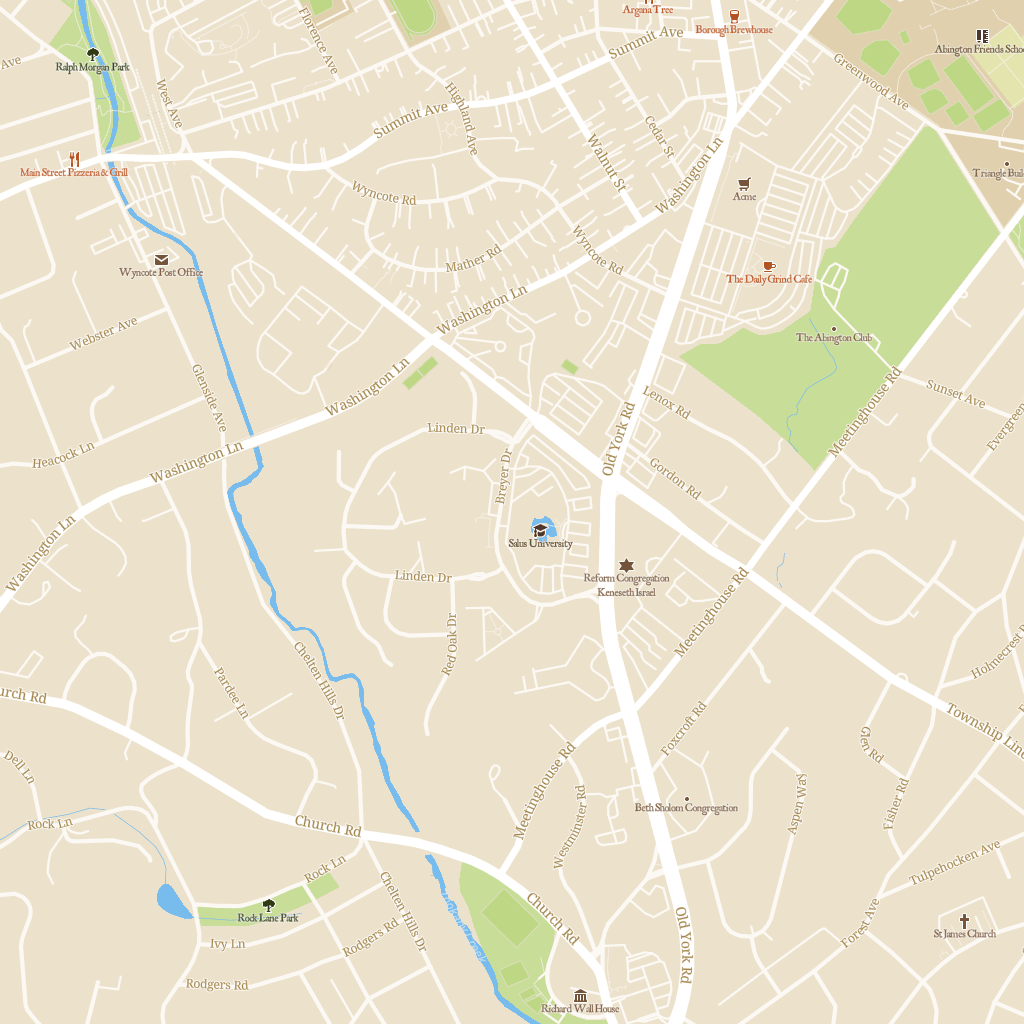 Argana Tree
Borough Brewhouse
Florence Ave
Summit Ave
Abington Friends Schoo
Ralph Morgan Park
Ave
West Ave
Highland Ave
Greenwood Ave
Summit Ave
Cedar St
Walnut St
Washington Ln
Main Street Pizzeria & Grill
Triangle Buil
Wyncote Rd
Acme
Wyncote Post Office
Mather Rd
Wyncote Rd
The Daily Grind Cafe
Washington Ln
Webster Ave
The Abington Club
Glenside Ave
Washington Ln
Lenox Rd
Sunset Ave
Meetinghouse Rd
Evergreen
Linden Dr
Old York Rd
Heacock Ln
Washington Ln
Breyer Dr
Gordon Rd
Washington Ln
Salus University
Linden Dr
Reform Congregation
Keneseth Israel
Meetinghouse Rd
Red Oak Dr
Holmecrest R
Chelten Hills Dr
Pardee Ln
urch Rd
Foxcroft Rd
Township Line
Glen Rd
Dell Ln
Meetinghouse Rd
Westminster Rd
Beth Sholom Congregation
Aspen Way
Fisher Rd
Rock Ln
Church Rd
Rock Ln
Tulpehocken Ave
Chelten Hills Dr
Rock Lane Park
Church Rd
Old York Rd
Forest Ave
St James Church
Ivy Ln
Rodgers Rd
Rodgers Rd
Richard Wall House